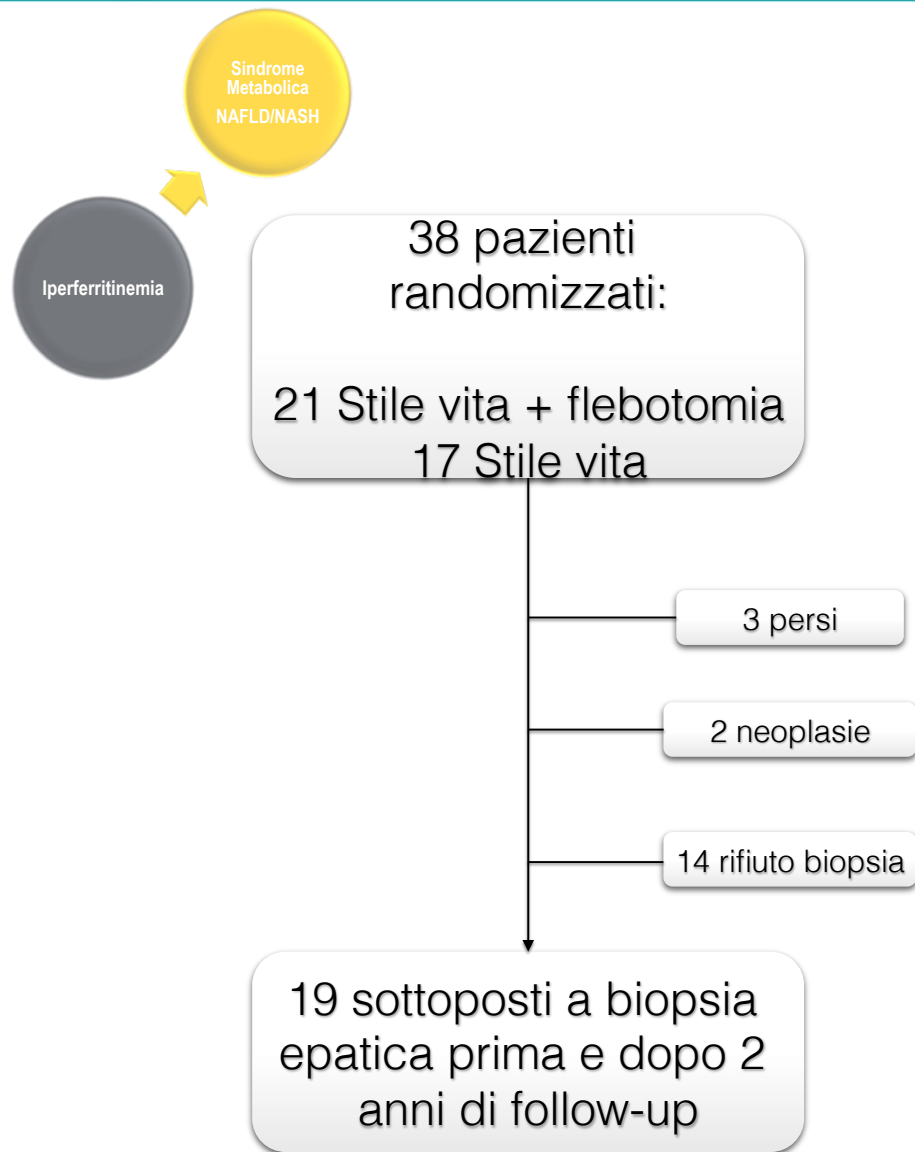 Sindrome
Metabolica
NAFLD/NASH
Iperferritinemia
38 pazienti
randomizzati:
21 Stile vita + flebotomia
17 Stile vita
3 persi
2 neoplasie
14 rifiuto biopsia
19 sottoposti a biopsia
epatica prima e dopo 2
anni di follow-up